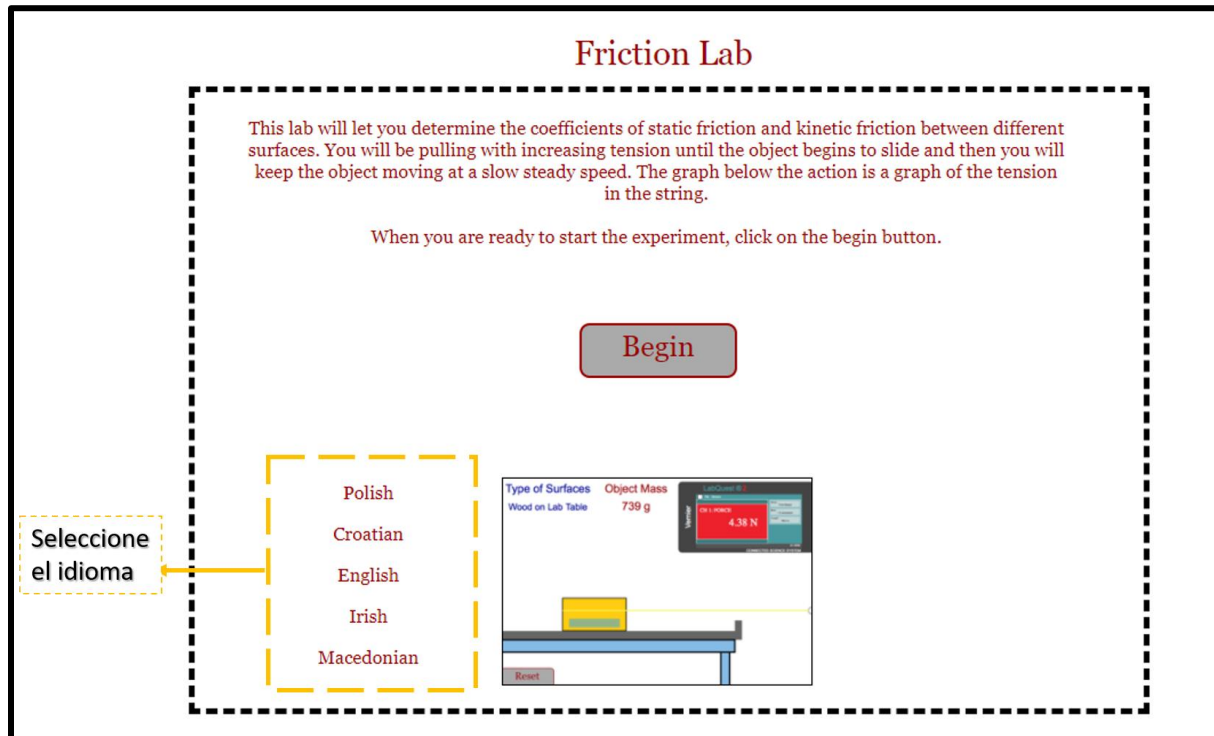 Friction Lab
This lab will let you determine the coefficients of static friction and kinetic friction between different
surfaces. You will be pulling with increasing tension until the object begins to slide and then you will
keep the object moving at a slow steady speed. The graph below the action is a graph of the tension
in the string.
When you are ready to start the experiment, click on the begin button.
Begin
Seleccione
el idioma
Polish
Croatian
English
Irish
Macedonian
Type of Surfaces
Wood on Lab Table
Object Mass
739 g
LabQuest
Vernier
CH 1: FORCE
4.38 N
Reset